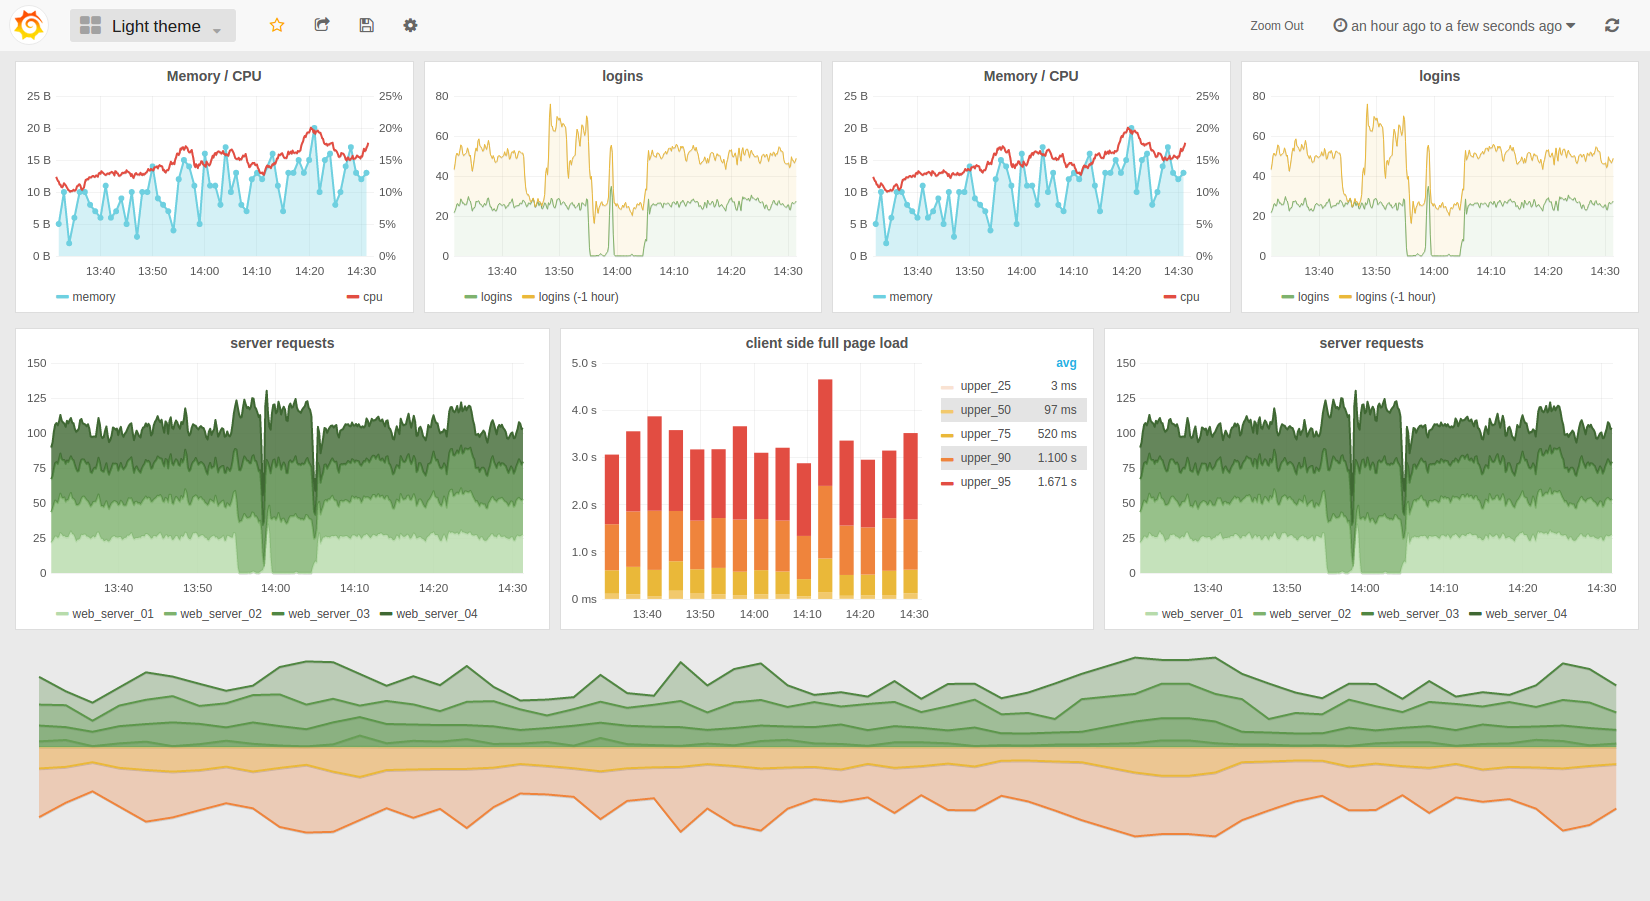 Light theme
Zoom Out
an hour ago to a few seconds ago
Memory / CPU
25 B
20 B
15 B
10 B
5 B
0 B
25%
20%
15%
10%
5%
0%
13:40 13:50 14:00 14:10 14:20 14:30
memory cpu
logins
80
60
40
20
0
13:40 13:50 14:00 14:10 14:20 14:30
logins logins (-1 hour)
Memory / CPU
25 B
20 B
15 B
10 B
5 B
0 B
25%
20%
15%
10%
5%
0%
13:40 13:50 14:00 14:10 14:20 14:30
memory cpu
logins
80
60
40
20
0
13:40 13:50 14:00 14:10 14:20 14:30
logins logins (-1 hour)
server requests
150
125
100
75
50
25
0
13:40 13:50 14:00 14:10 14:20 14:30
web_server_01 web_server_02 web_server_03 web_server_04
client side full page load
5.0 s
4.0 s
3.0 s
2.0 s
1.0 s
0 ms
13:40 13:50 14:00 14:10 14:20 14:30
avg
upper_25 3 ms
upper_50 97 ms
upper_75 520 ms
upper_90 1.100 s
upper_95 1.671 s
server requests
150
125
100
75
50
25
0
13:40 13:50 14:00 14:10 14:20 14:30
web_server_01 web_server_02 web_server_03 web_server_04